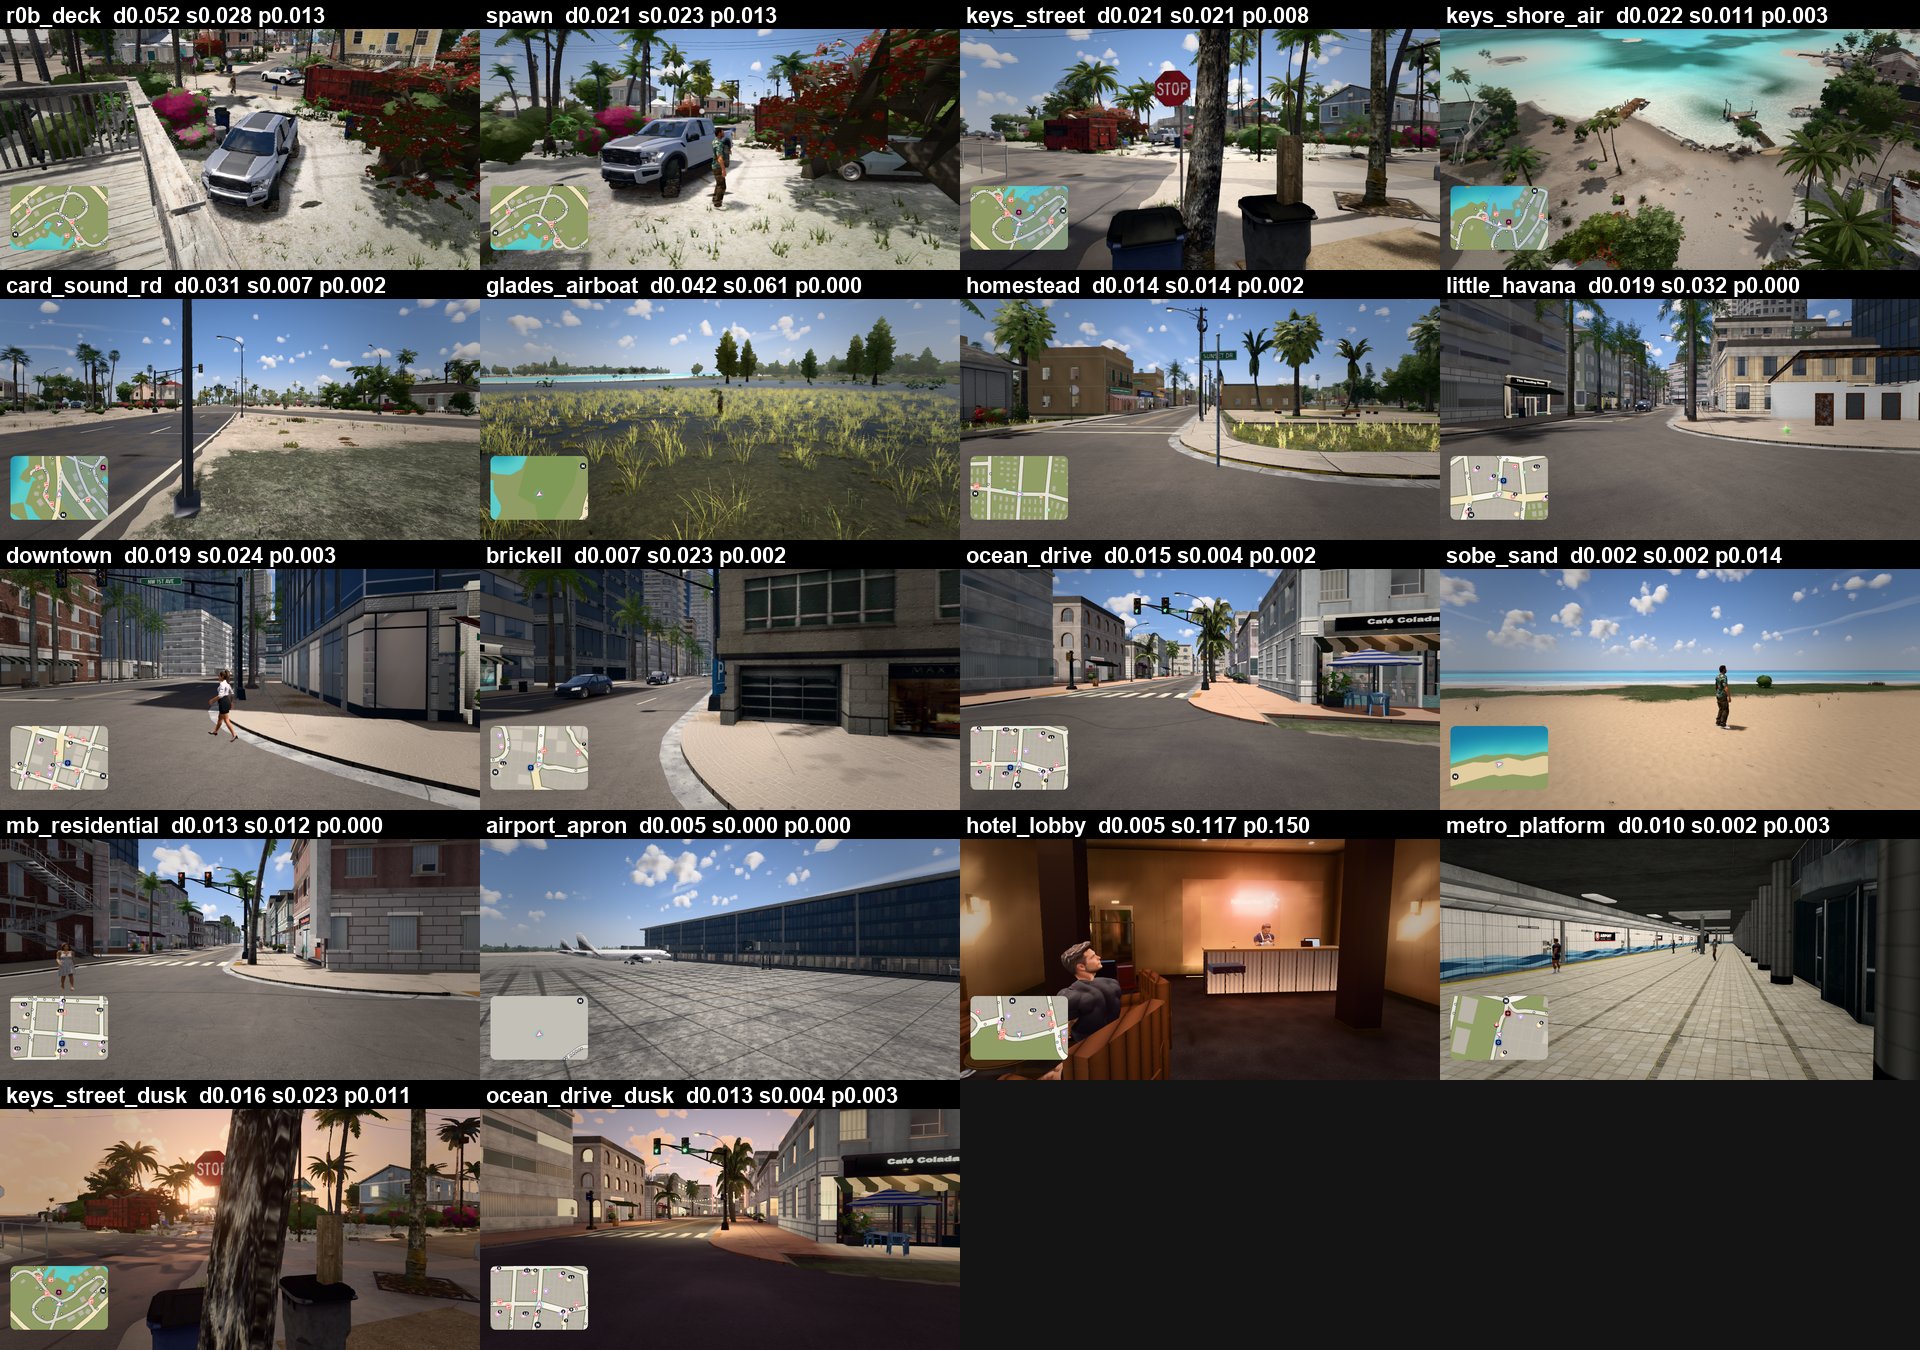 r0b_deck d0.052 s0.028 p0.013
spawn d0.021 s0.023 p0.013
keys_street d0.021 s0.021 p0.008
keys_shore_air d0.022 s0.011 p0.003
STOP
card_sound_rd d0.031 s0.007 p0.002
glades_airboat d0.042 s0.061 p0.000
homestead d0.014 s0.014 p0.002
little_havana d0.019 s0.032 p0.000
SUNSET DR
downtown d0.019 s0.024 p0.003
brickell d0.007 s0.023 p0.002
ocean_drive d0.015 s0.004 p0.002
sobe_sand d0.002 s0.002 p0.014
NW 1ST AVE
P
Café Colada
mb_residential d0.013 s0.012 p0.000
airport_apron d0.005 s0.000 p0.000
hotel_lobby d0.005 s0.117 p0.150
metro_platform d0.010 s0.002 p0.003
keys_street_dusk d0.016 s0.023 p0.011
ocean_drive_dusk d0.013 s0.004 p0.003
STOP
Café Colada